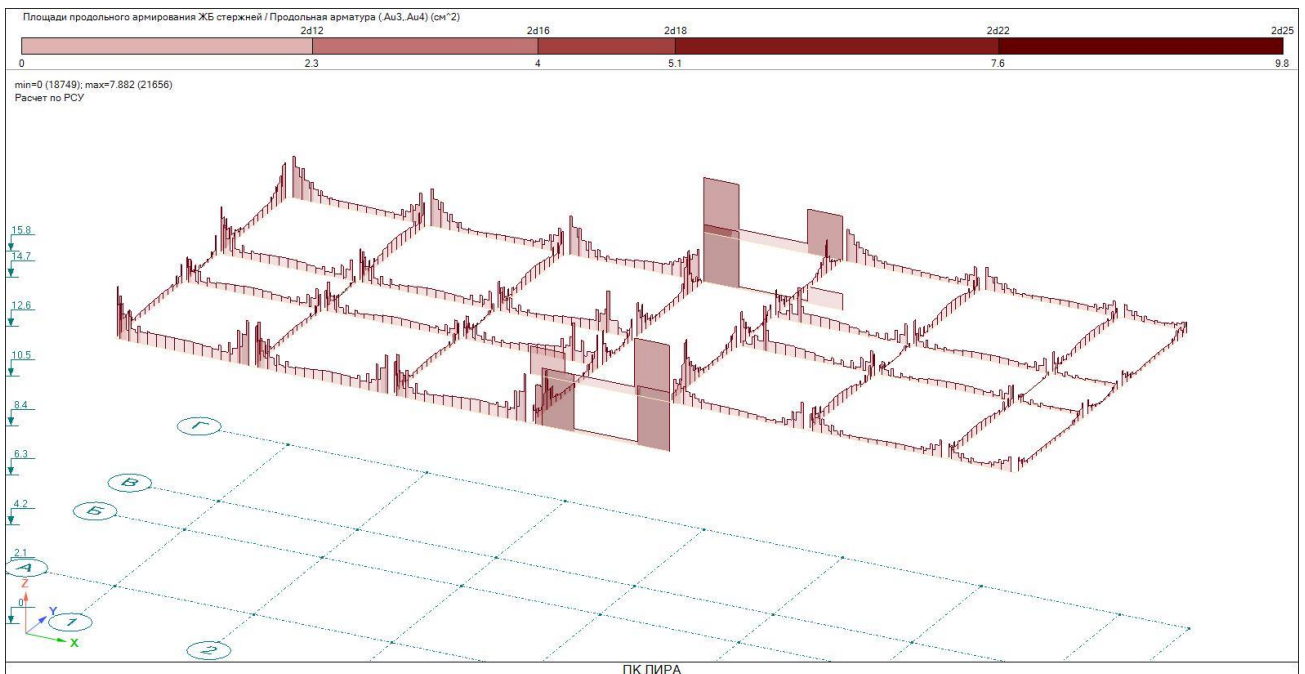 Площади продольного армирования ЖБ стержней / Продольная арматура (.Au3,.Au4) (см^2)
2d12 2d16 2d18 2d22 2d25
0 2.3 4 5.1 7.6 9.8
min=0 (18749); max=7.882 (21656)
Расчет по РСУ
15.8
14.7
12.6
10.5
8.4
Г
6.3
В
4.2
Б
2.1
А
Z
0
Y
1
X
2
ПК ЛИРА